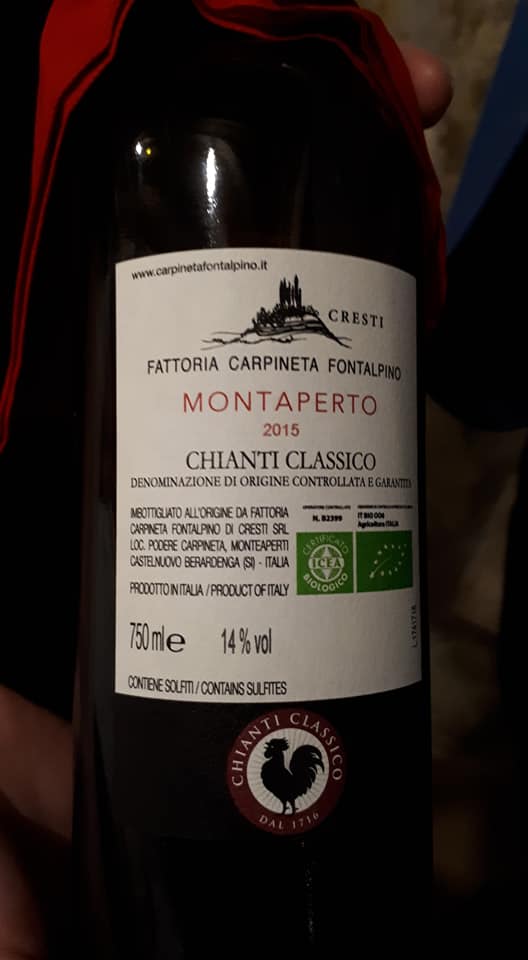 www.carpinetafontalpino.it
CRESTI
FATTORIA CARPINETA FONTALPINO
MONTAPERTO
2015
CHIANTI CLASSICO
DENOMINAZIONE DI ORIGINE CONTROLLATA E GARANTITA
IMBOTTIGLIATO ALL'ORIGINE DA FATTORIA
CARPINETA FONTALPINO DI CRESTI SRL
LOC. PODERE CARPINETA, MONTEAPERTI
CASTELNUOVO BERARDENGA (SI) - ITALIA
PRODOTTO IN ITALIA / PRODUCT OF ITALY
OPERATORE CONTROLLATO
N. B2399
IT BIO 006
Agricoltura ITALIA
CERTIFICATO
ICEA
BIOLOGICO
750 ml e 14 % vol
L.1741718
CONTIENE SOLFITI / CONTAINS SULFITES
CHIANTI CLASSICO
DAL 1716